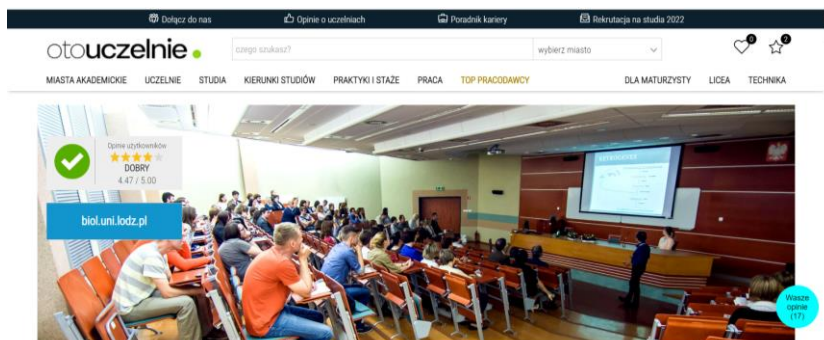 Dołącz do nas
Opinie o uczelniach
Poradnik kariery
Rekrutacja na studia 2022
otouczelnie
czego szukasz?
wybierz miasto
0
2
MIASTA AKADEMICKIE UCZELNIE STUDIA KIERUNKI STUDIÓW PRAKTYKI I STAŻE PRACA TOP PRACODAWCY DLA MATURZYSTY LICEA TECHNIKA
Opinie użytkowników
DOBRY
4.47 / 5.00
biol.uni.lodz.pl
Wasze
opinie
(17)